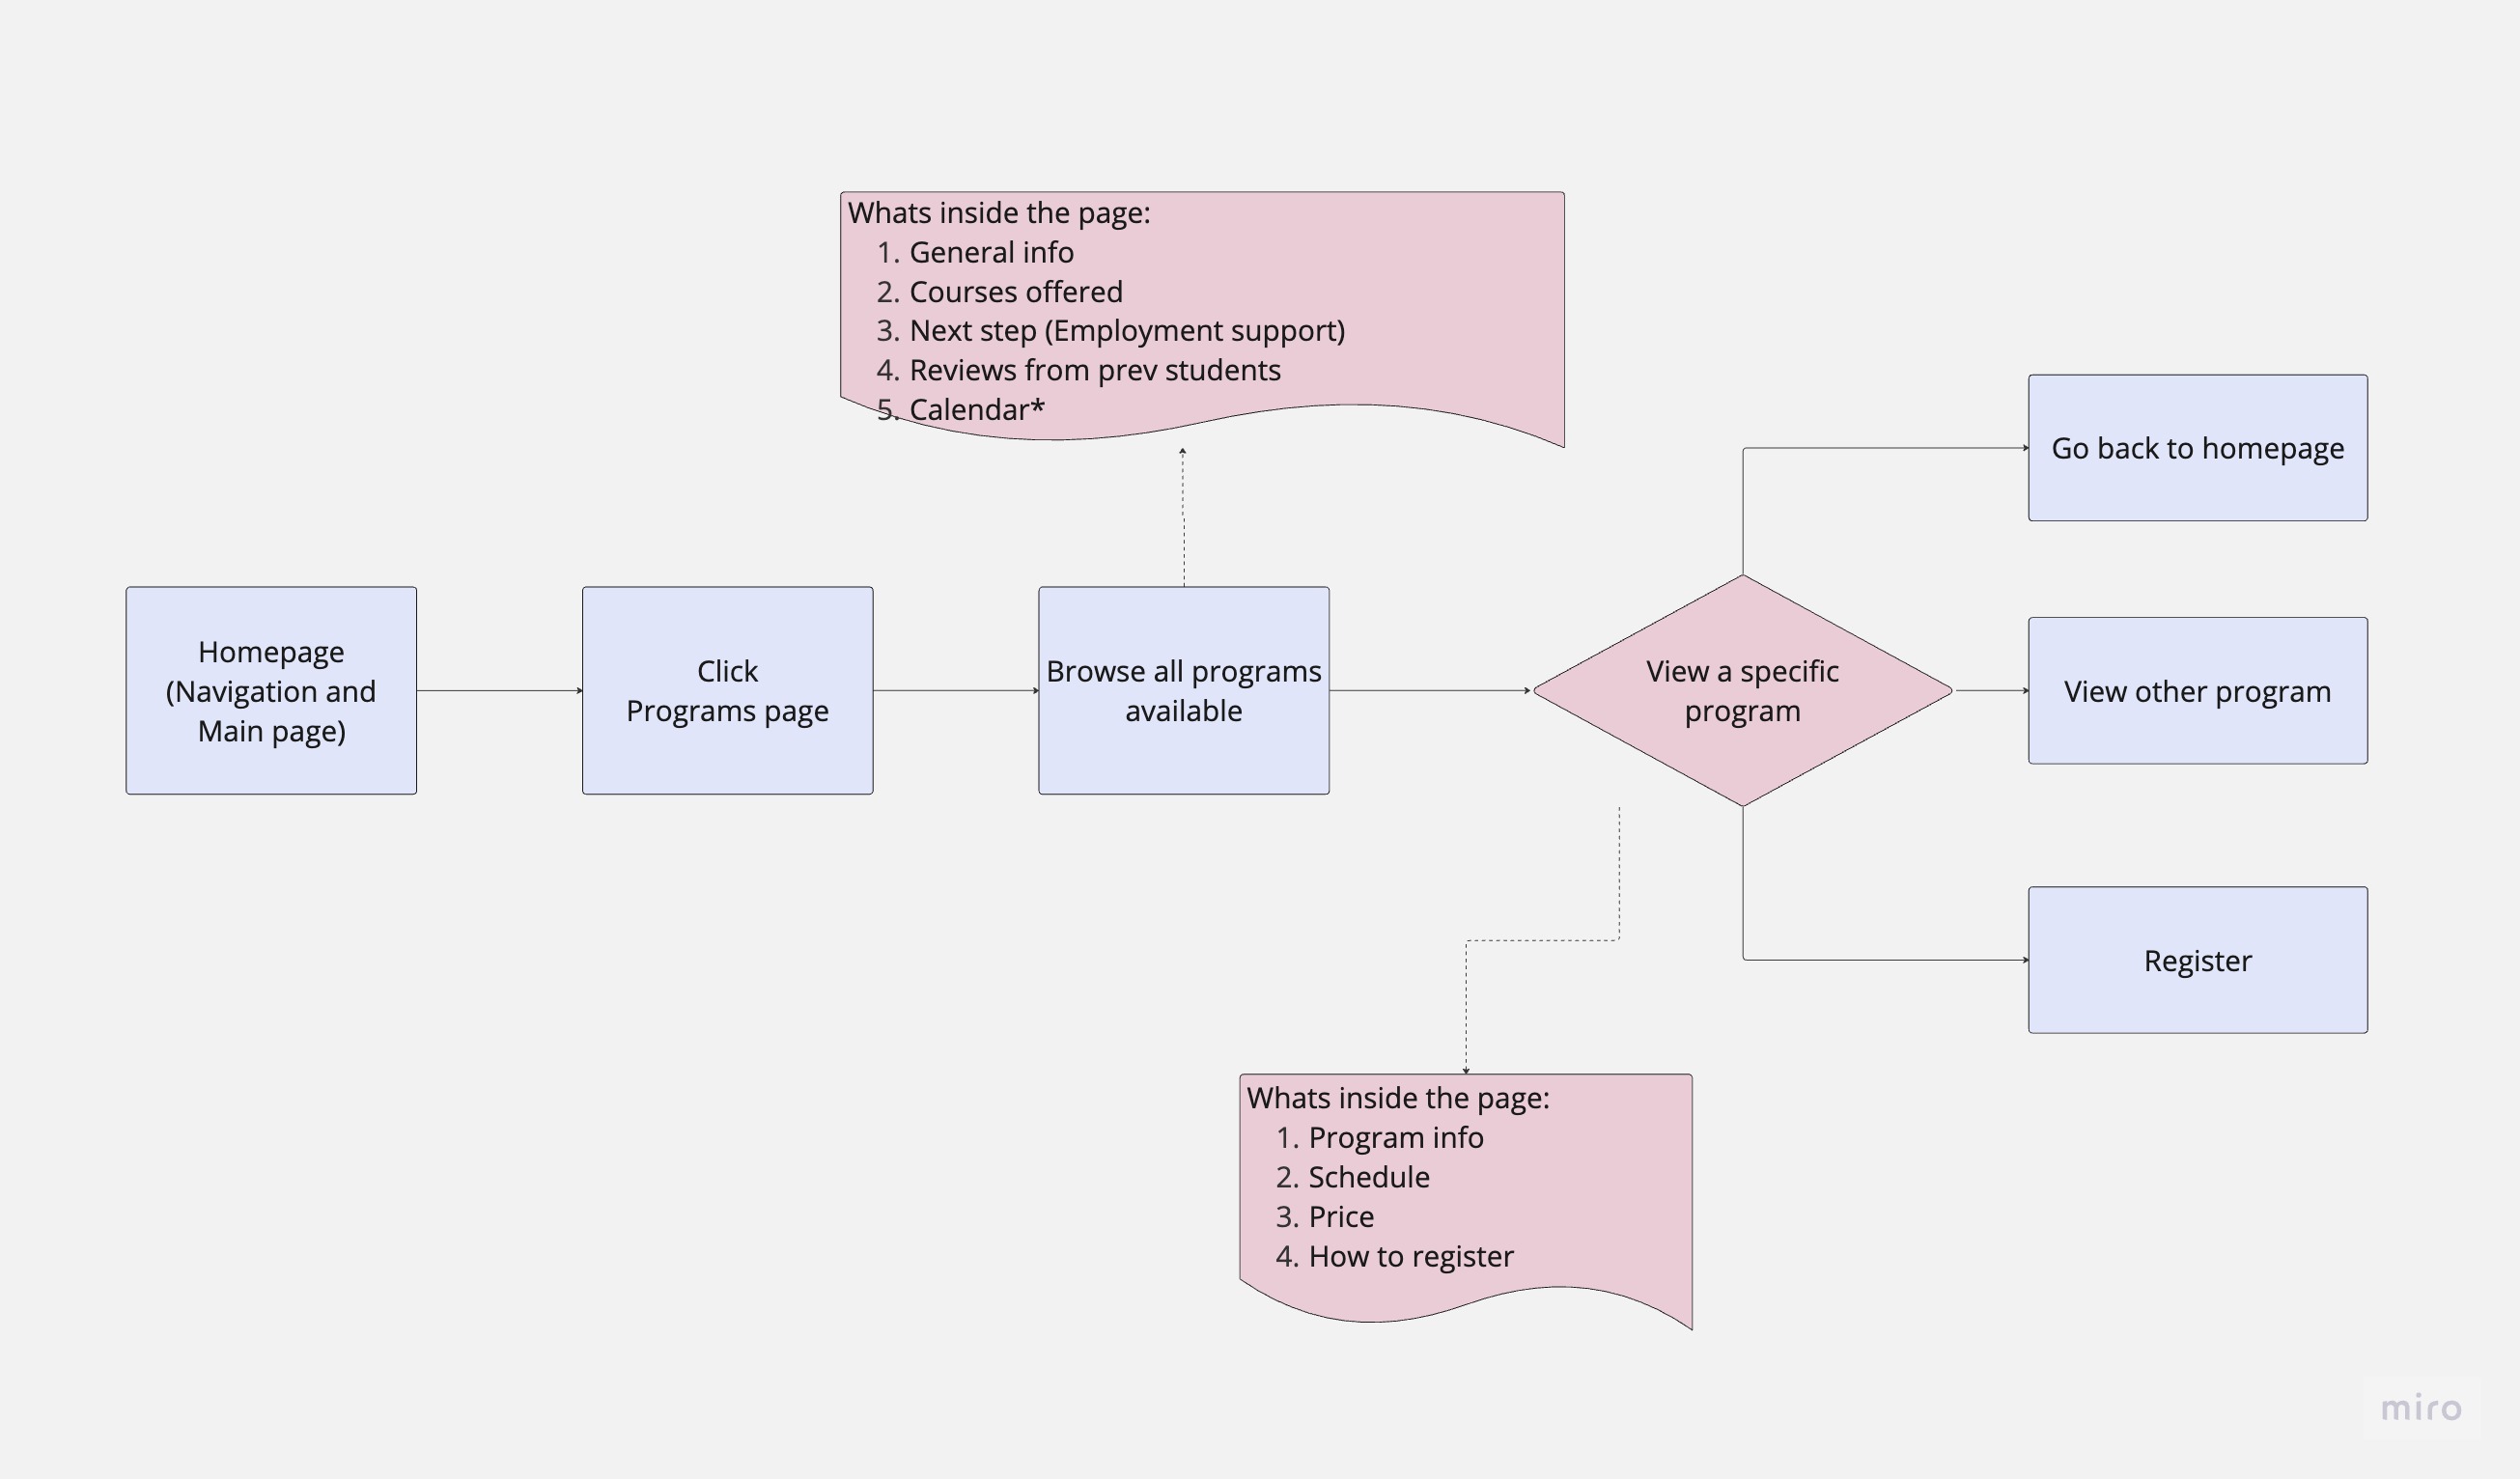 Whats inside the page:
1. General info
2. Courses offered
3. Next step (Employment support)
4. Reviews from prev students
5. Calendar*
Homepage
(Navigation and
Main page)
Click
Programs page
Browse all programs
available
View a specific
program
Go back to homepage
View other program
Register
Whats inside the page:
1. Program info
2. Schedule
3. Price
4. How to register
miro